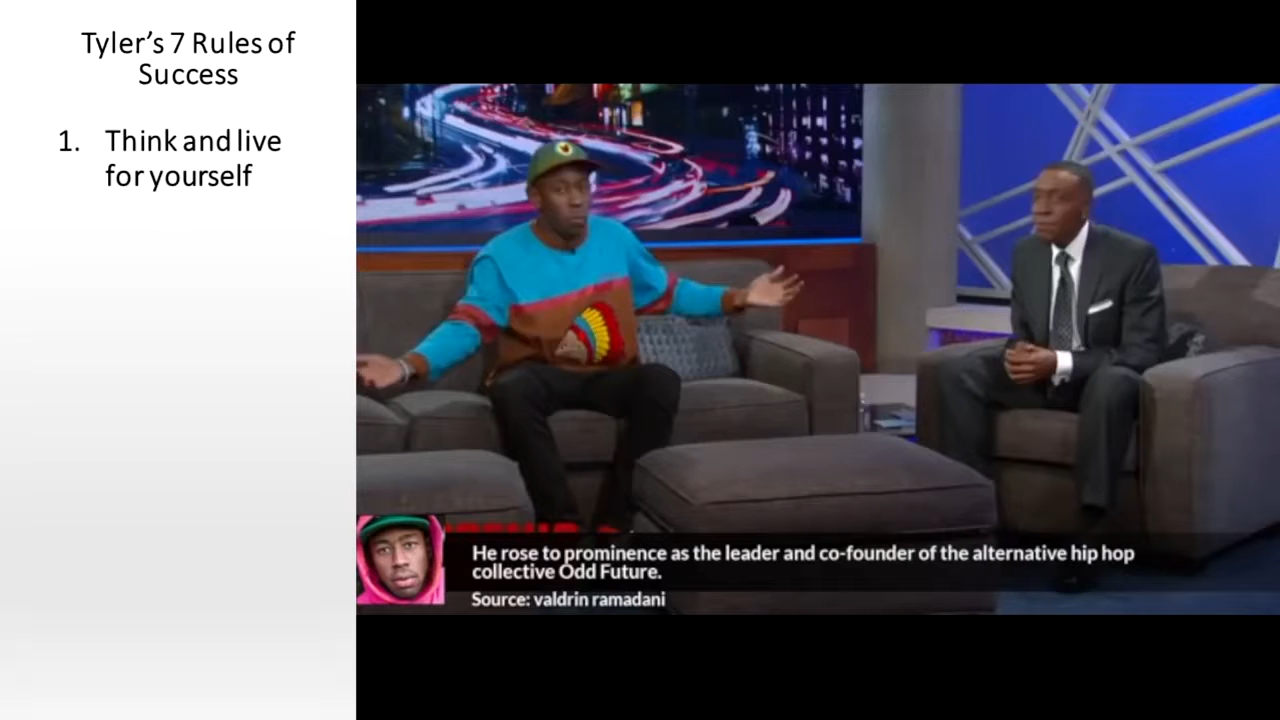 Tyler's 7 Rules of
Success
1. Think and live
for yourself
He rose to prominence as the leader and co-founder of the alternative hip hop
collective Odd Future.
Source: valdrin ramadani